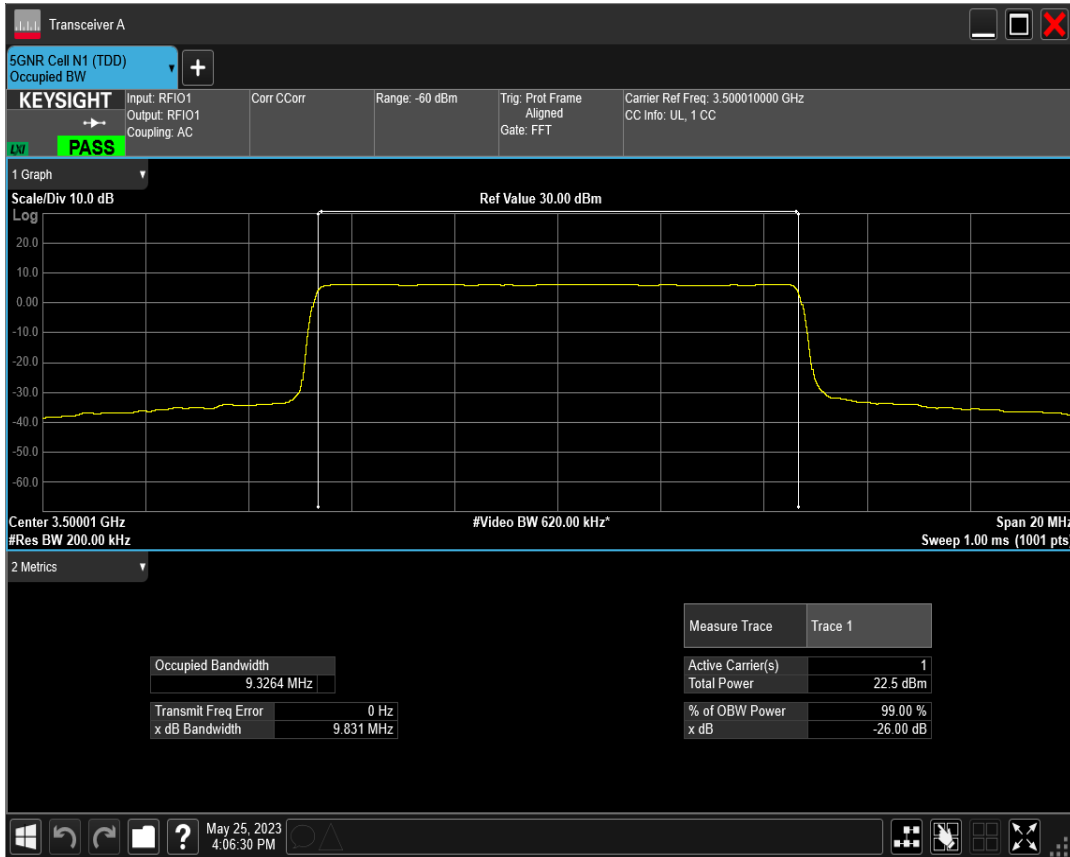 Transceiver A
5GNR Cell N1 (TDD)
Occupied BW
+
KEYSIGHT
LXI
PASS
Input: RFIO1
Output: RFIO1
Coupling: AC
Corr CCorr
Range: -60 dBm
Trig: Prot Frame
Aligned
Gate: FFT
Carrier Ref Freq: 3.500010000 GHz
CC Info: UL, 1 CC
1 Graph
Scale/Div 10.0 dB
Ref Value 30.00 dBm
Log
20.0
10.0
0.00
-10.0
-20.0
-30.0
-40.0
-50.0
-60.0
Center 3.50001 GHz
#Video BW 620.00 kHz*
Span 20 MHz
#Res BW 200.00 kHz
Sweep 1.00 ms (1001 pts)
2 Metrics
Measure Trace Trace 1
Occupied Bandwidth
9.3264 MHz
Active Carrier(s) 1
Total Power 22.5 dBm
Transmit Freq Error 0 Hz
x dB Bandwidth 9.831 MHz
% of OBW Power 99.00 %
x dB -26.00 dB
?
May 25, 2023
4:06:30 PM